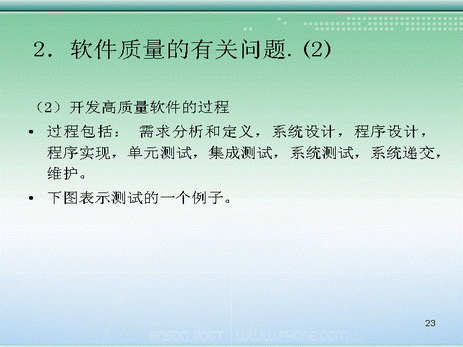 2．软件质量的有关问题.(2)
（2）开发高质量软件的过程
• 过程包括： 需求分析和定义，系统设计，程序设计，
程序实现，单元测试，集成测试，系统测试，系统递交，
维护。
• 下图表示测试的一个例子。
23